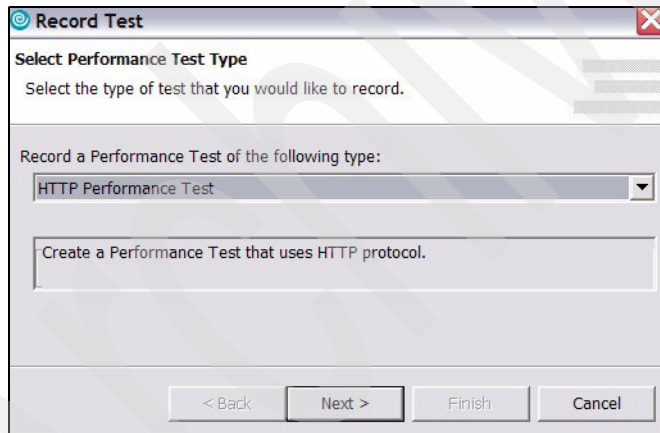 Record Test
Select Performance Test Type
Select the type of test that you would like to record.
Record a Performance Test of the following type:
HTTP Performance Test
Create a Performance Test that uses HTTP protocol.
< Back Next > Finish Cancel